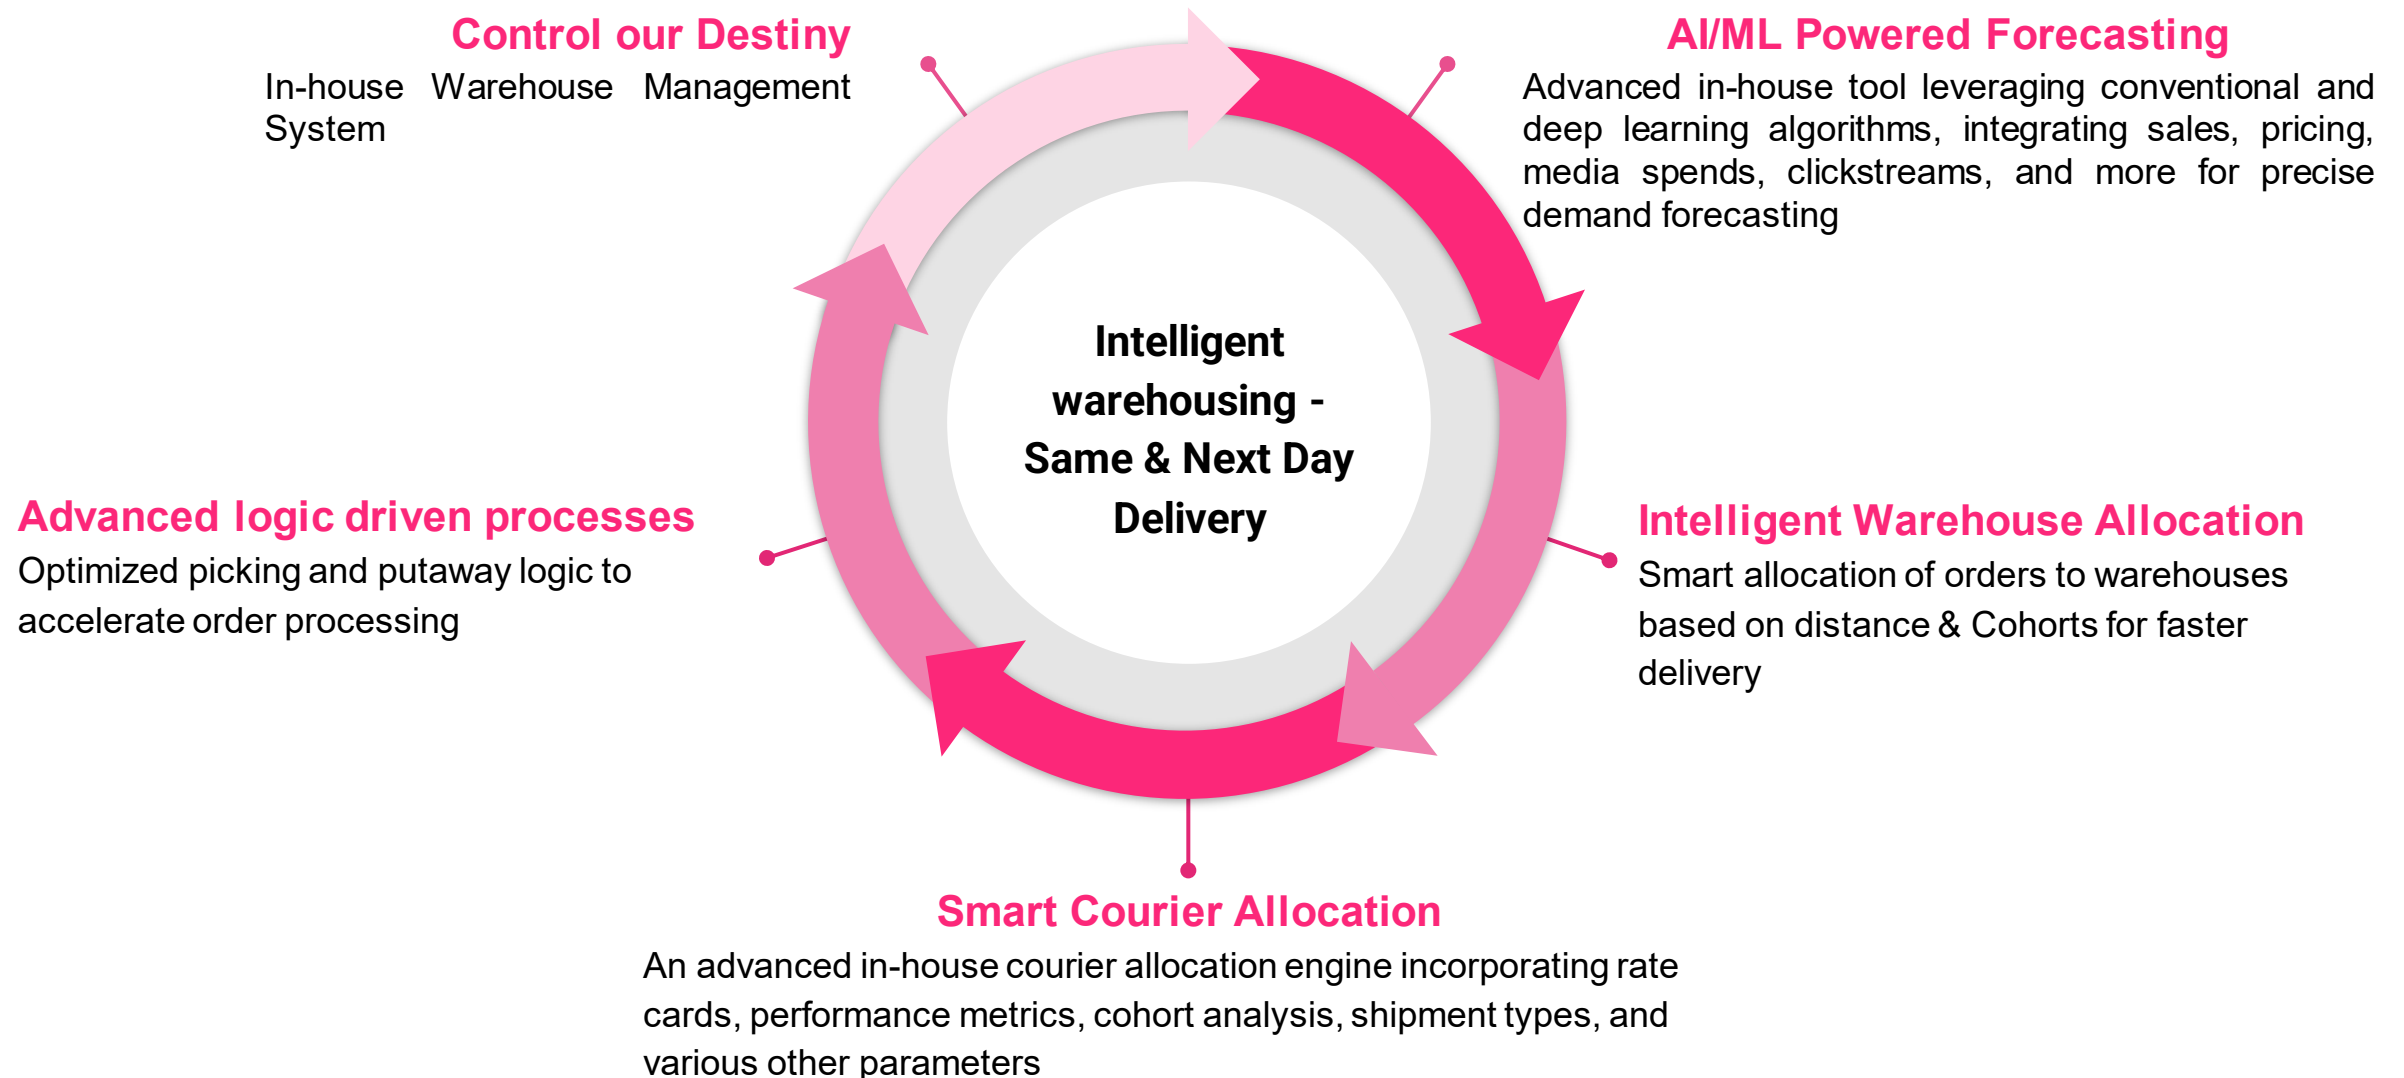 Control our Destiny
In-house Warehouse Management
System
AI/ML Powered Forecasting
Advanced in-house tool leveraging conventional and
deep learning algorithms, integrating sales, pricing,
media spends, clickstreams, and more for precise
demand forecasting
Intelligent
warehousing -
Same & Next Day
Delivery
Advanced logic driven processes
Optimized picking and putaway logic to
accelerate order processing
Intelligent Warehouse Allocation
Smart allocation of orders to warehouses
based on distance & Cohorts for faster
delivery
Smart Courier Allocation
An advanced in-house courier allocation engine incorporating rate
cards, performance metrics, cohort analysis, shipment types, and
various other parameters